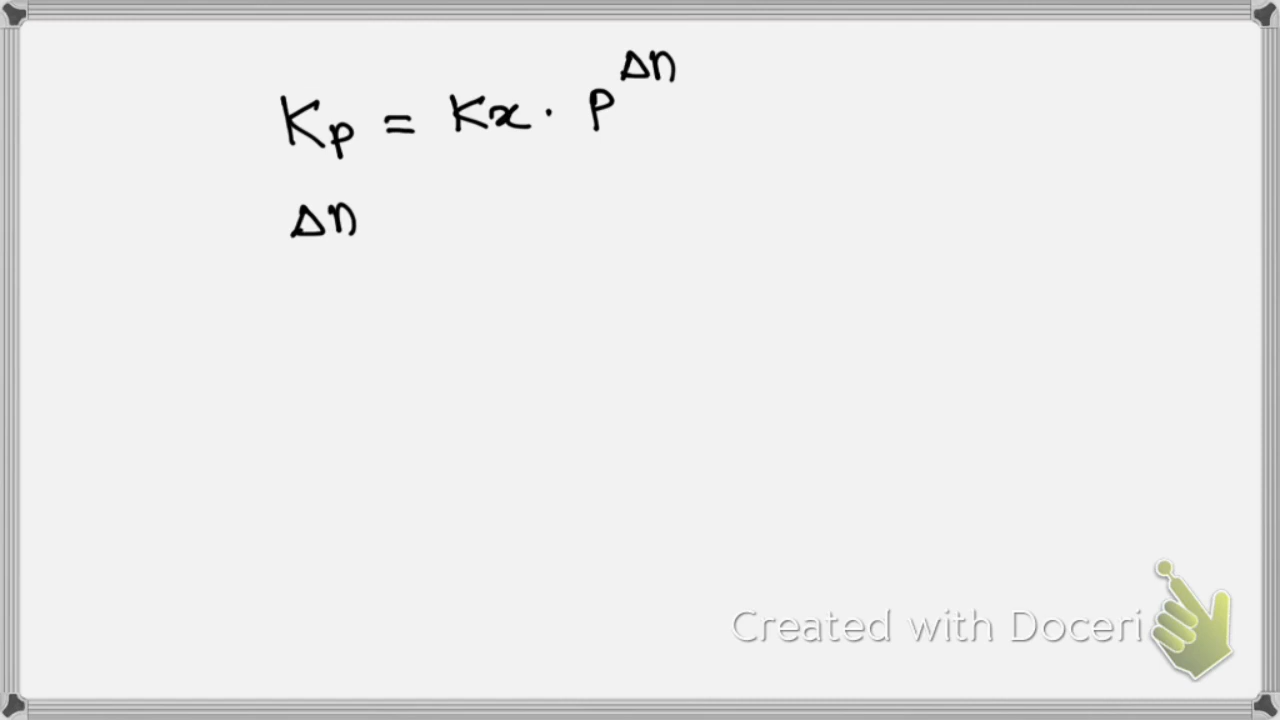 Kp = Kx · P^Δn
Δn
Created with Doceri